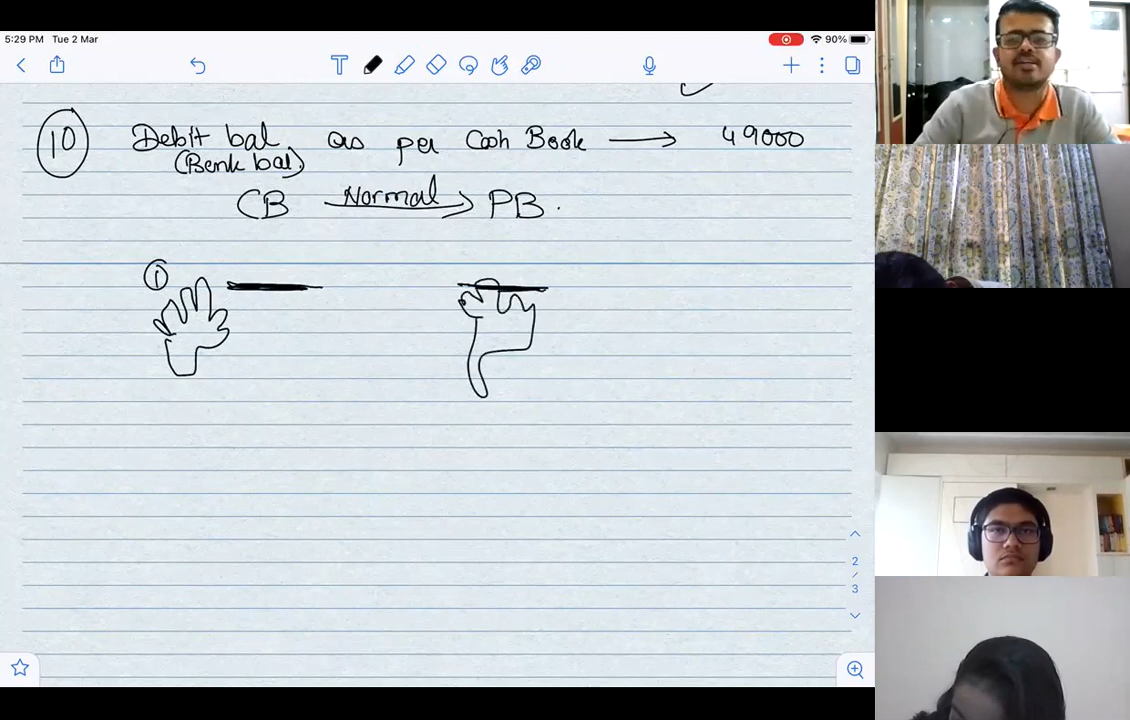 5:29 PM Tue 2 Mar
90%
T
10 Debit bal as per Cash Book → 49000
(Bank bal)
CB Normal → PB.
1
2
/
3